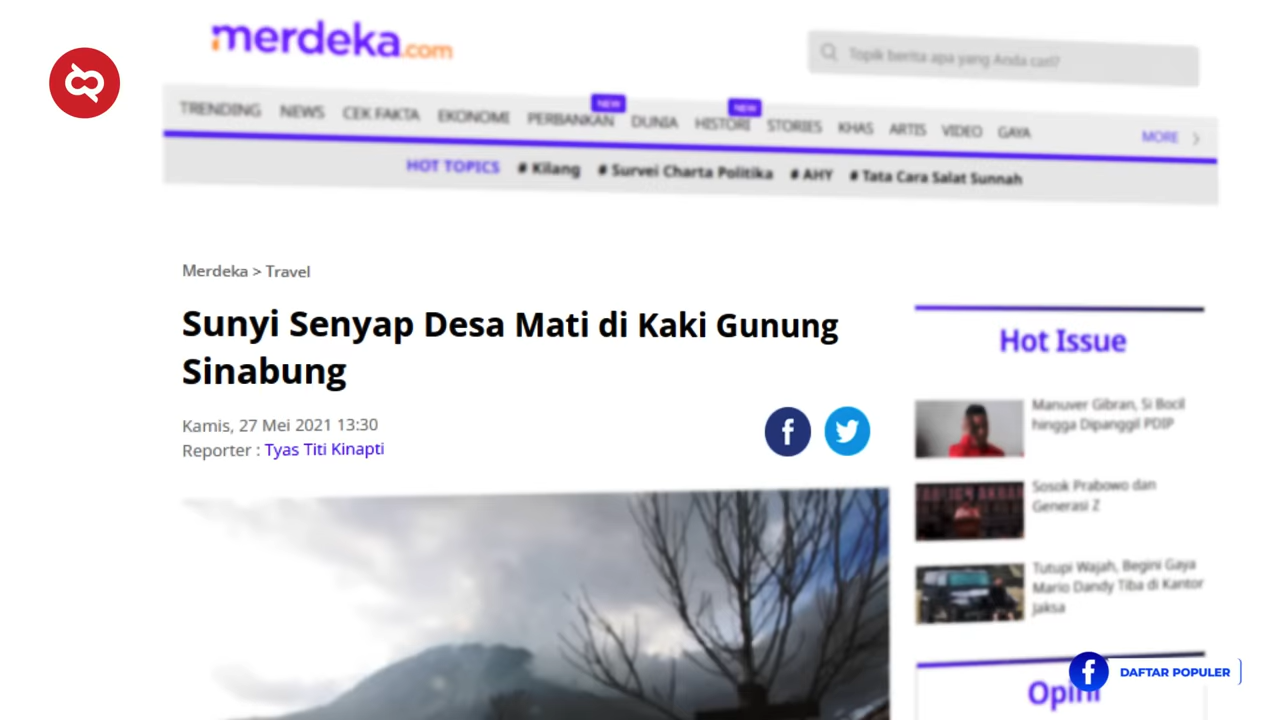 merdeka.com
Topik berita apa yang Anda cari?
NEW NEW
TRENDING NEWS CEK FAKTA EKONOMI PERBANKAN DUNIA HISTORI STORIES KHAS ARTIS VIDEO GAYA MORE
HOT TOPICS # Kilang # Survei Charta Politika # AHY # Tata Cara Salat Sunnah
Merdeka > Travel
Sunyi Senyap Desa Mati di Kaki Gunung
Sinabung
Kamis, 27 Mei 2021 13:30
Reporter : Tyas Titi Kinapti
Hot Issue
Manuver Gibran, Si Bocil
hingga Dipanggil PDIP
Sosok Prabowo dan
Generasi Z
Tutupi Wajah, Begini Gaya
Mario Dandy Tiba di Kantor
Jaksa
Opini
DAFTAR POPULER